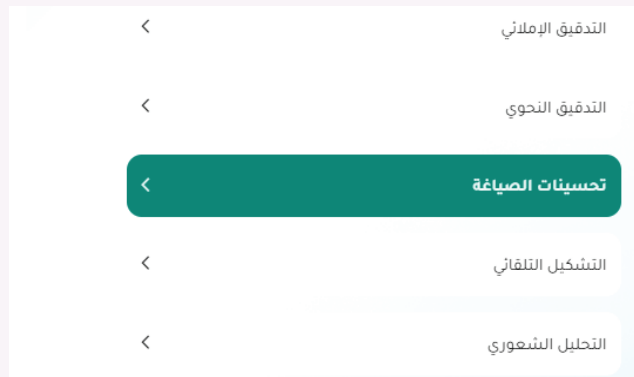 التدقيق الإملائي
التدقيق النحوي
تحسينات الصياغة
التشكيل التلقائي
التحليل الشعوري